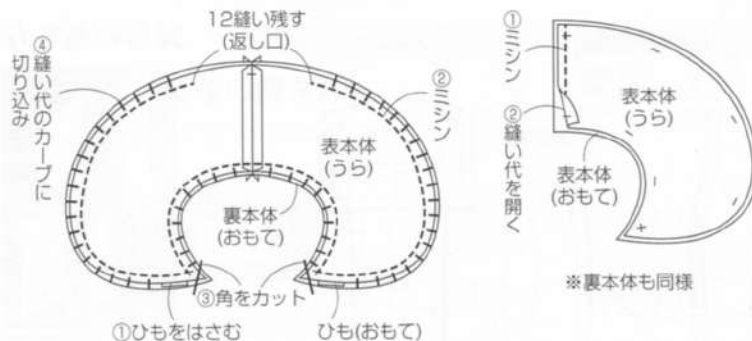 12縫い残す
(返し口)
④縫い代のカーブに
切り込み
②ミシン
表本体
(うら)
裏本体
(おもて)
③角をカット
①ひもをはさむ
ひも(おもて)
①ミシン
②縫い代を開く
表本体
(うら)
表本体
(おもて)
※裏本体も同様